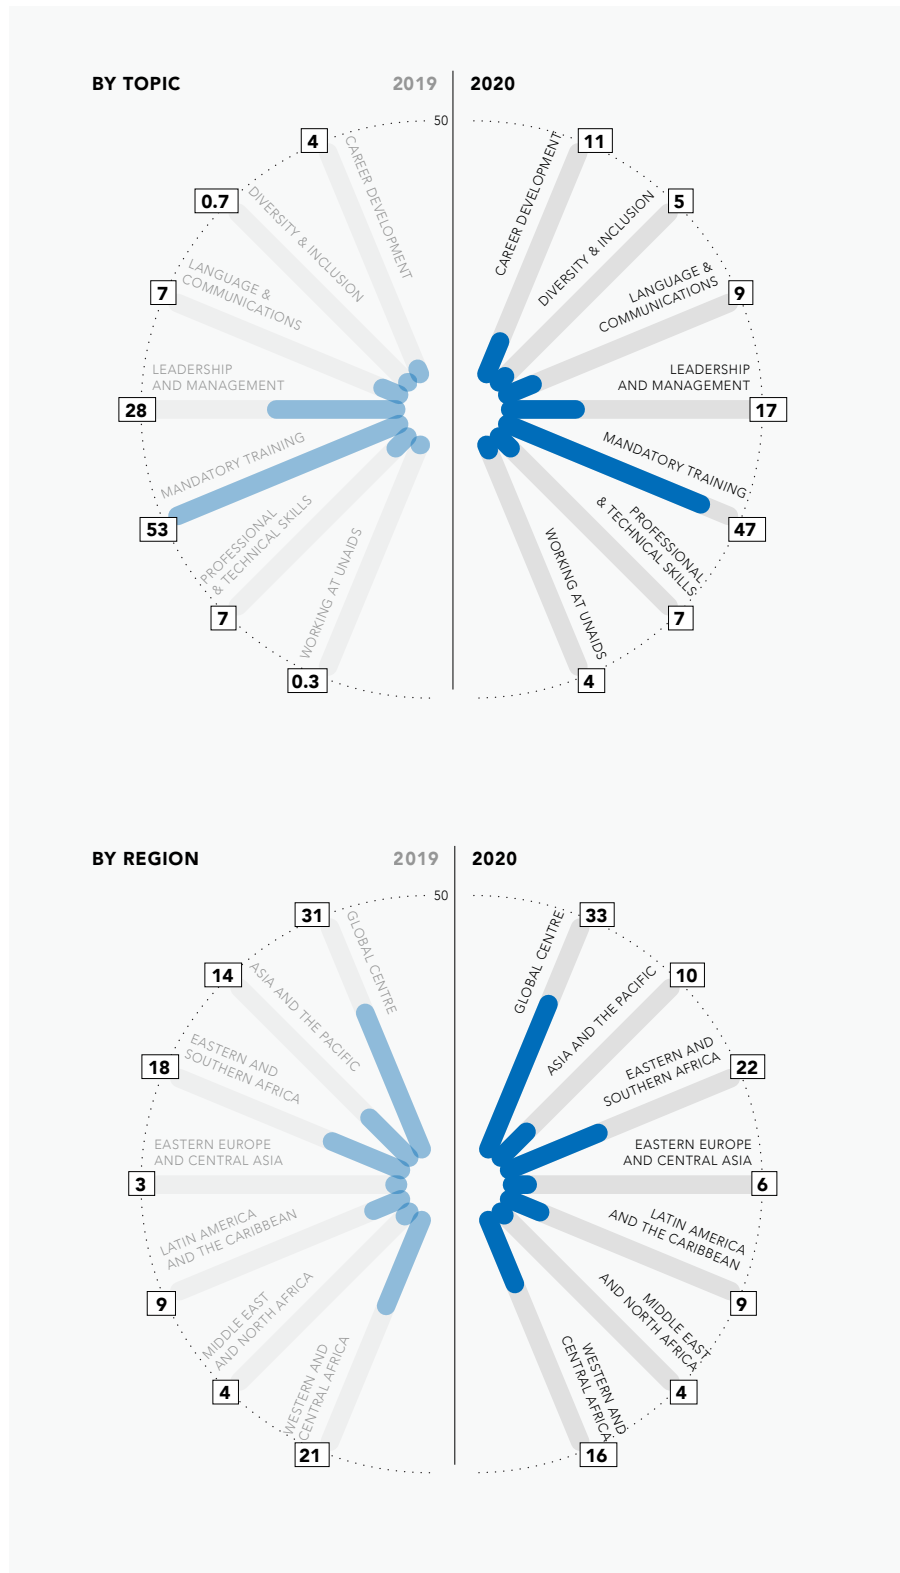 BY TOPIC
2019
2020
50
4
CAREER DEVELOPMENT
0.7
DIVERSITY & INCLUSION
7
LANGUAGE &
COMMUNICATIONS
28
LEADERSHIP
AND MANAGEMENT
53
MANDATORY TRAINING
7
PROFESSIONAL
& TECHNICAL SKILLS
0.3
WORKING AT UNAIDS
CAREER DEVELOPMENT
11
DIVERSITY & INCLUSION
5
LANGUAGE &
COMMUNICATIONS
9
LEADERSHIP
AND MANAGEMENT
17
MANDATORY TRAINING
47
PROFESSIONAL
& TECHNICAL SKILLS
7
WORKING AT UNAIDS
4
BY REGION
2019
2020
50
31
GLOBAL CENTRE
14
ASIA AND THE PACIFIC
18
EASTERN AND
SOUTHERN AFRICA
3
EASTERN EUROPE
AND CENTRAL ASIA
9
LATIN AMERICA
AND THE CARIBBEAN
4
MIDDLE EAST
AND NORTH AFRICA
21
WESTERN AND
CENTRAL AFRICA
GLOBAL CENTRE
33
ASIA AND THE PACIFIC
10
EASTERN AND
SOUTHERN AFRICA
22
EASTERN EUROPE
AND CENTRAL ASIA
6
LATIN AMERICA
AND THE CARIBBEAN
9
MIDDLE EAST
AND NORTH AFRICA
4
WESTERN AND
CENTRAL AFRICA
16